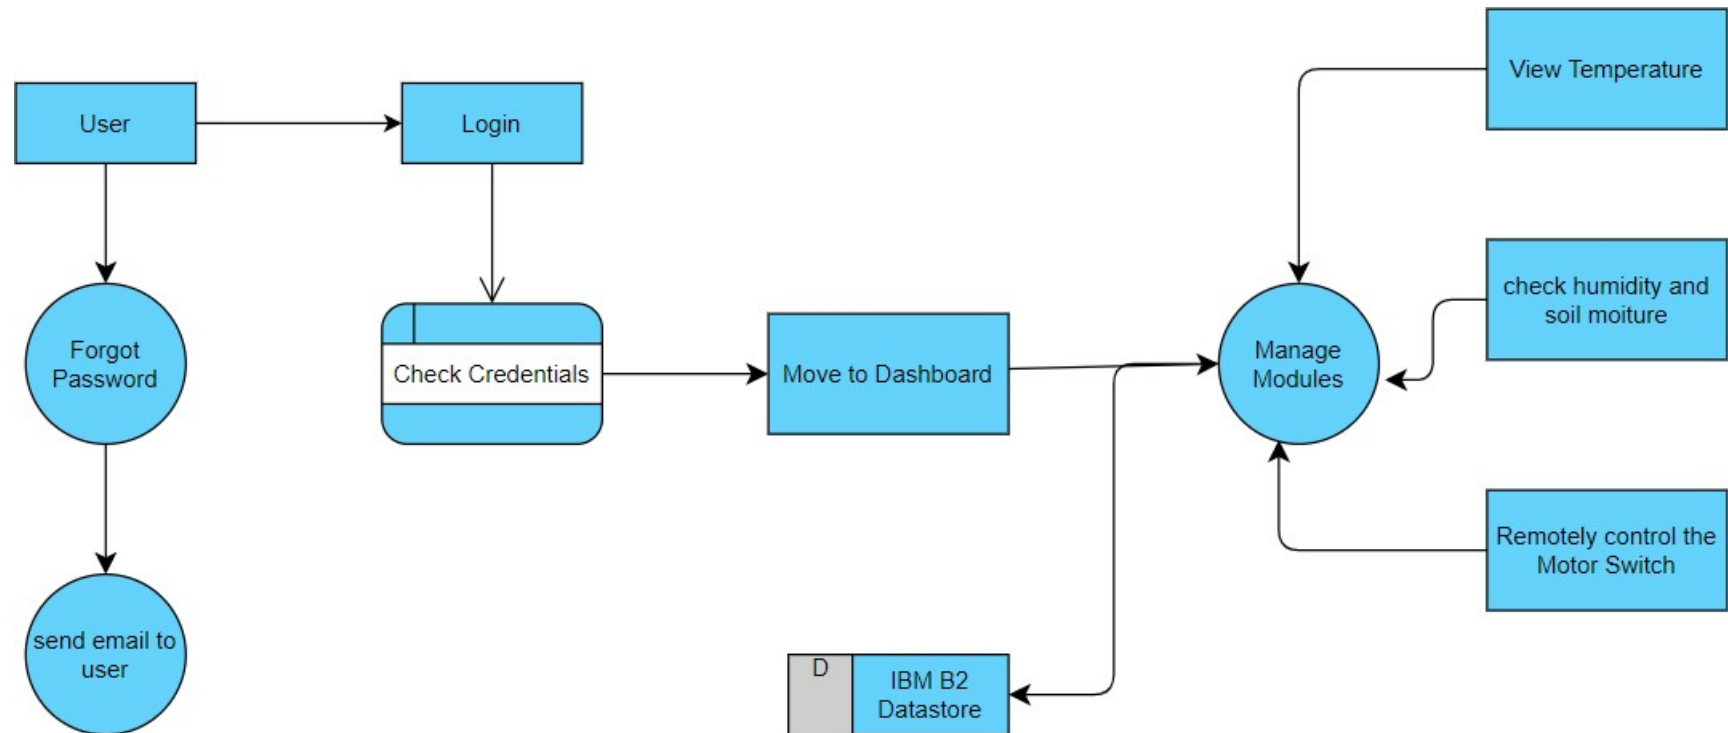 User
Login
View Temperature
Forgot
Password
Check Credentials
Move to Dashboard
Manage
Modules
check humidity and
soil moiture
Remotely control the
Motor Switch
send email to
user
D
IBM B2
Datastore